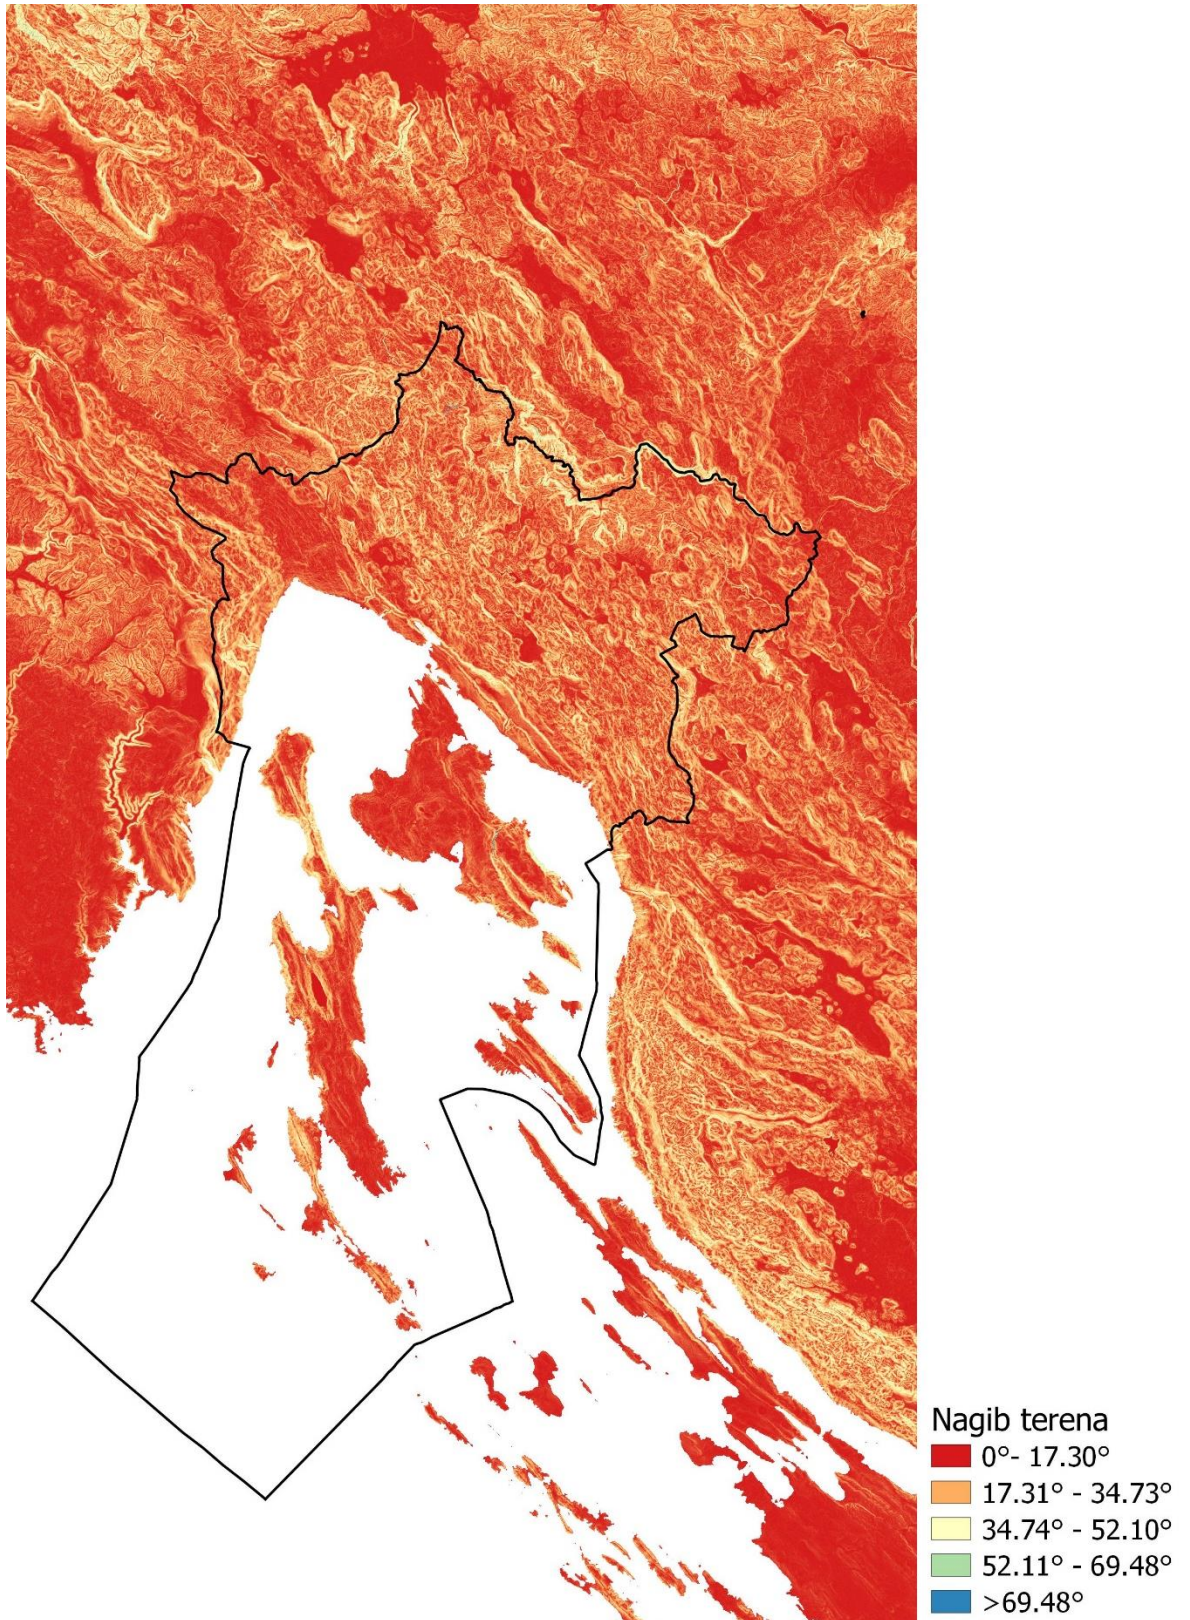 Nagib terena
0°- 17.30°
17.31° - 34.73°
34.74° - 52.10°
52.11° - 69.48°
>69.48°